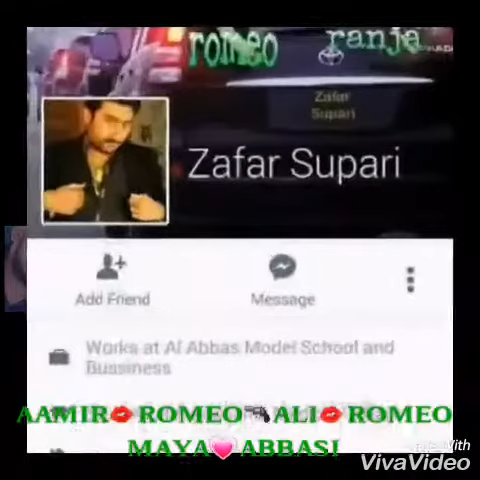 romeo ranja
Zafar
Supari
Zafar Supari
Add Friend
Message
Works at Al Abbas Model School and
Bussiness
AAMIR💋ROMEO🔫ALI💋ROMEO
MAYA💗ABBASI
With
VivaVideo